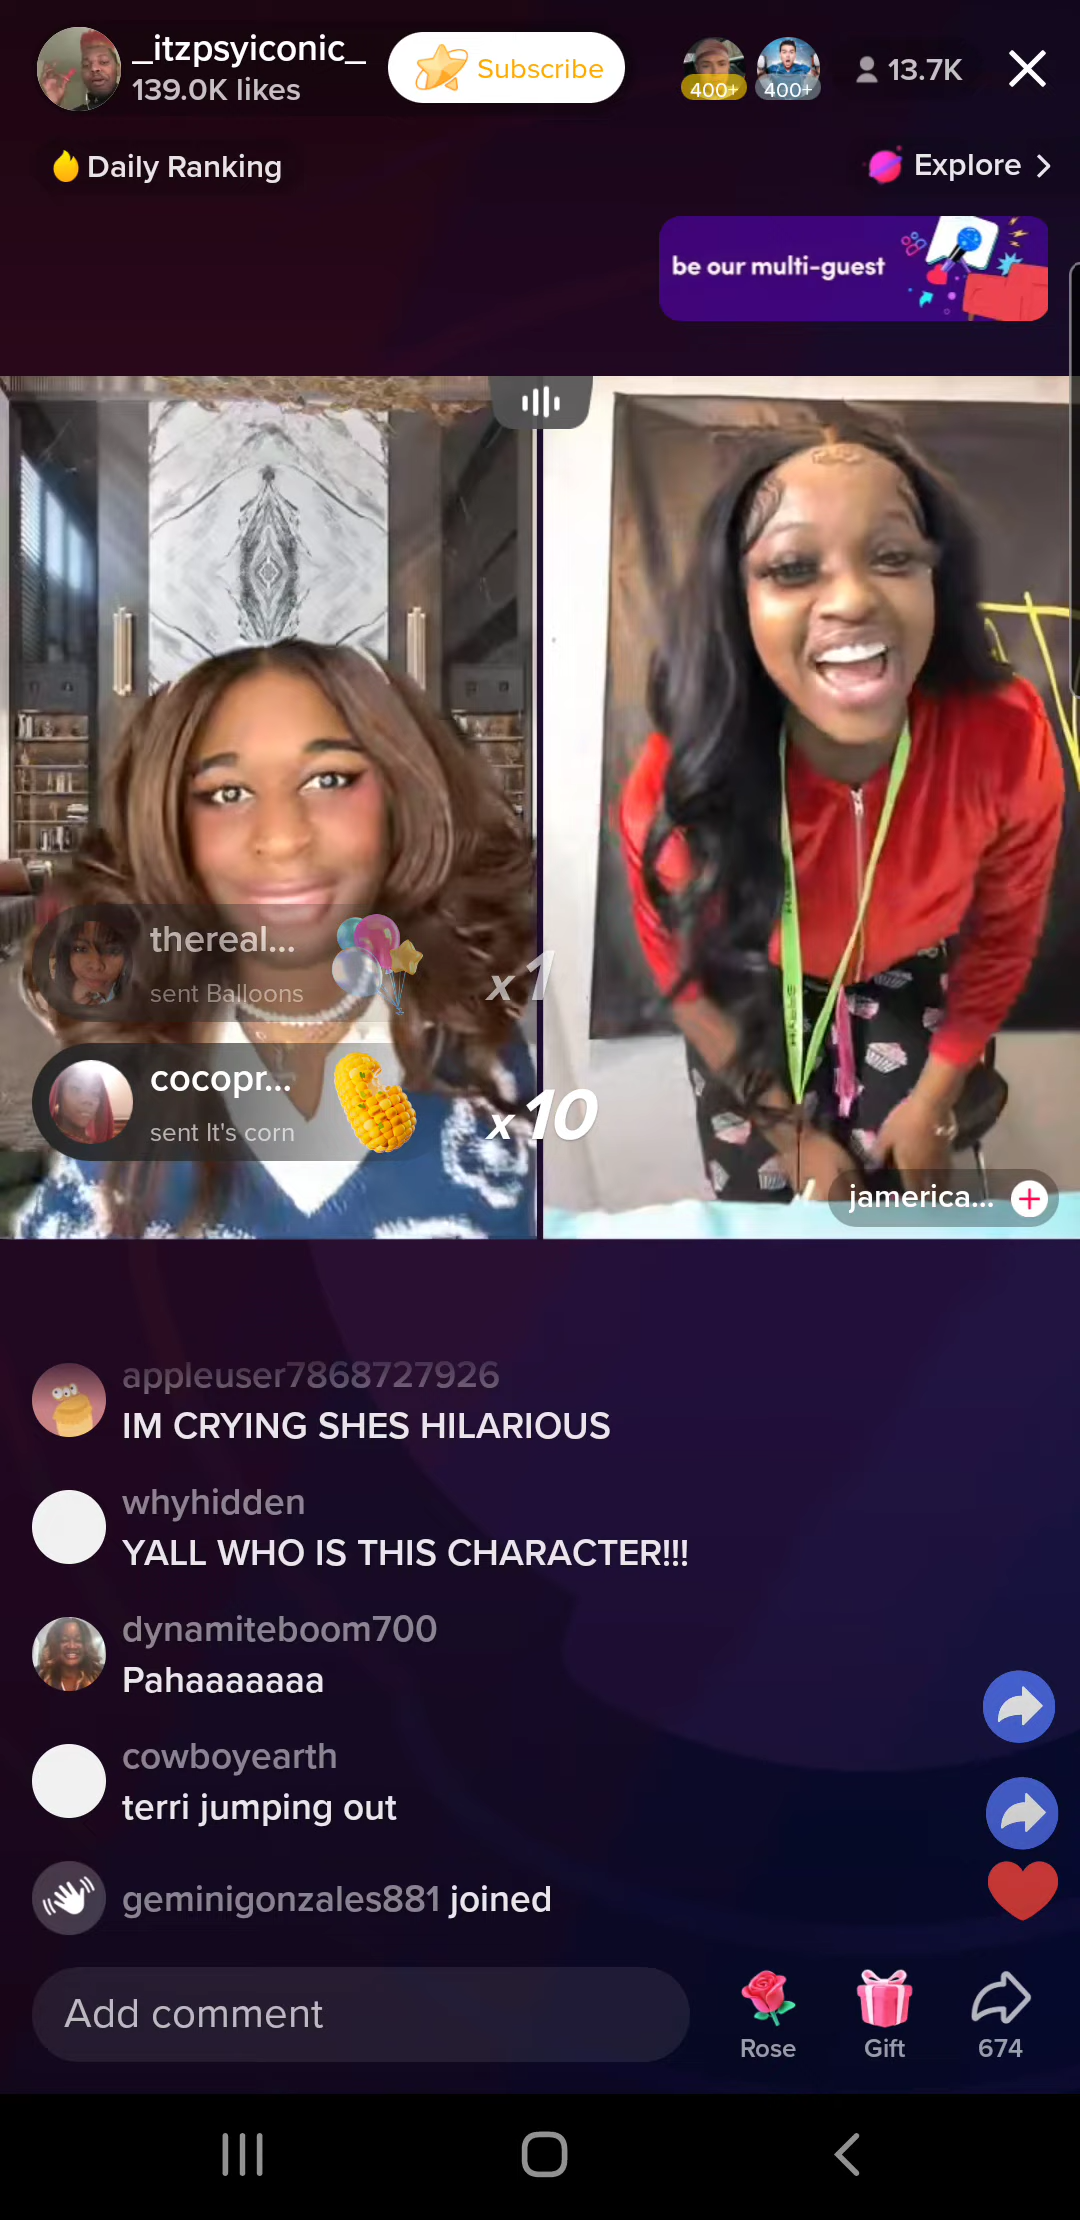 _itzpsyiconic_
139.0K likes
Subscribe
400+
400+
13.7K
Daily Ranking
Explore
be our multi-guest
thereal...
sent Balloons
x1
cocopr...
sent It's corn
x10
jamerica...
appleuser7868727926
IM CRYING SHES HILARIOUS
whyhidden
YALL WHO IS THIS CHARACTER!!!
dynamiteboom700
Pahaaaaaaa
cowboyearth
terri jumping out
geminigonzales881 joined
Add comment
Rose
Gift
674